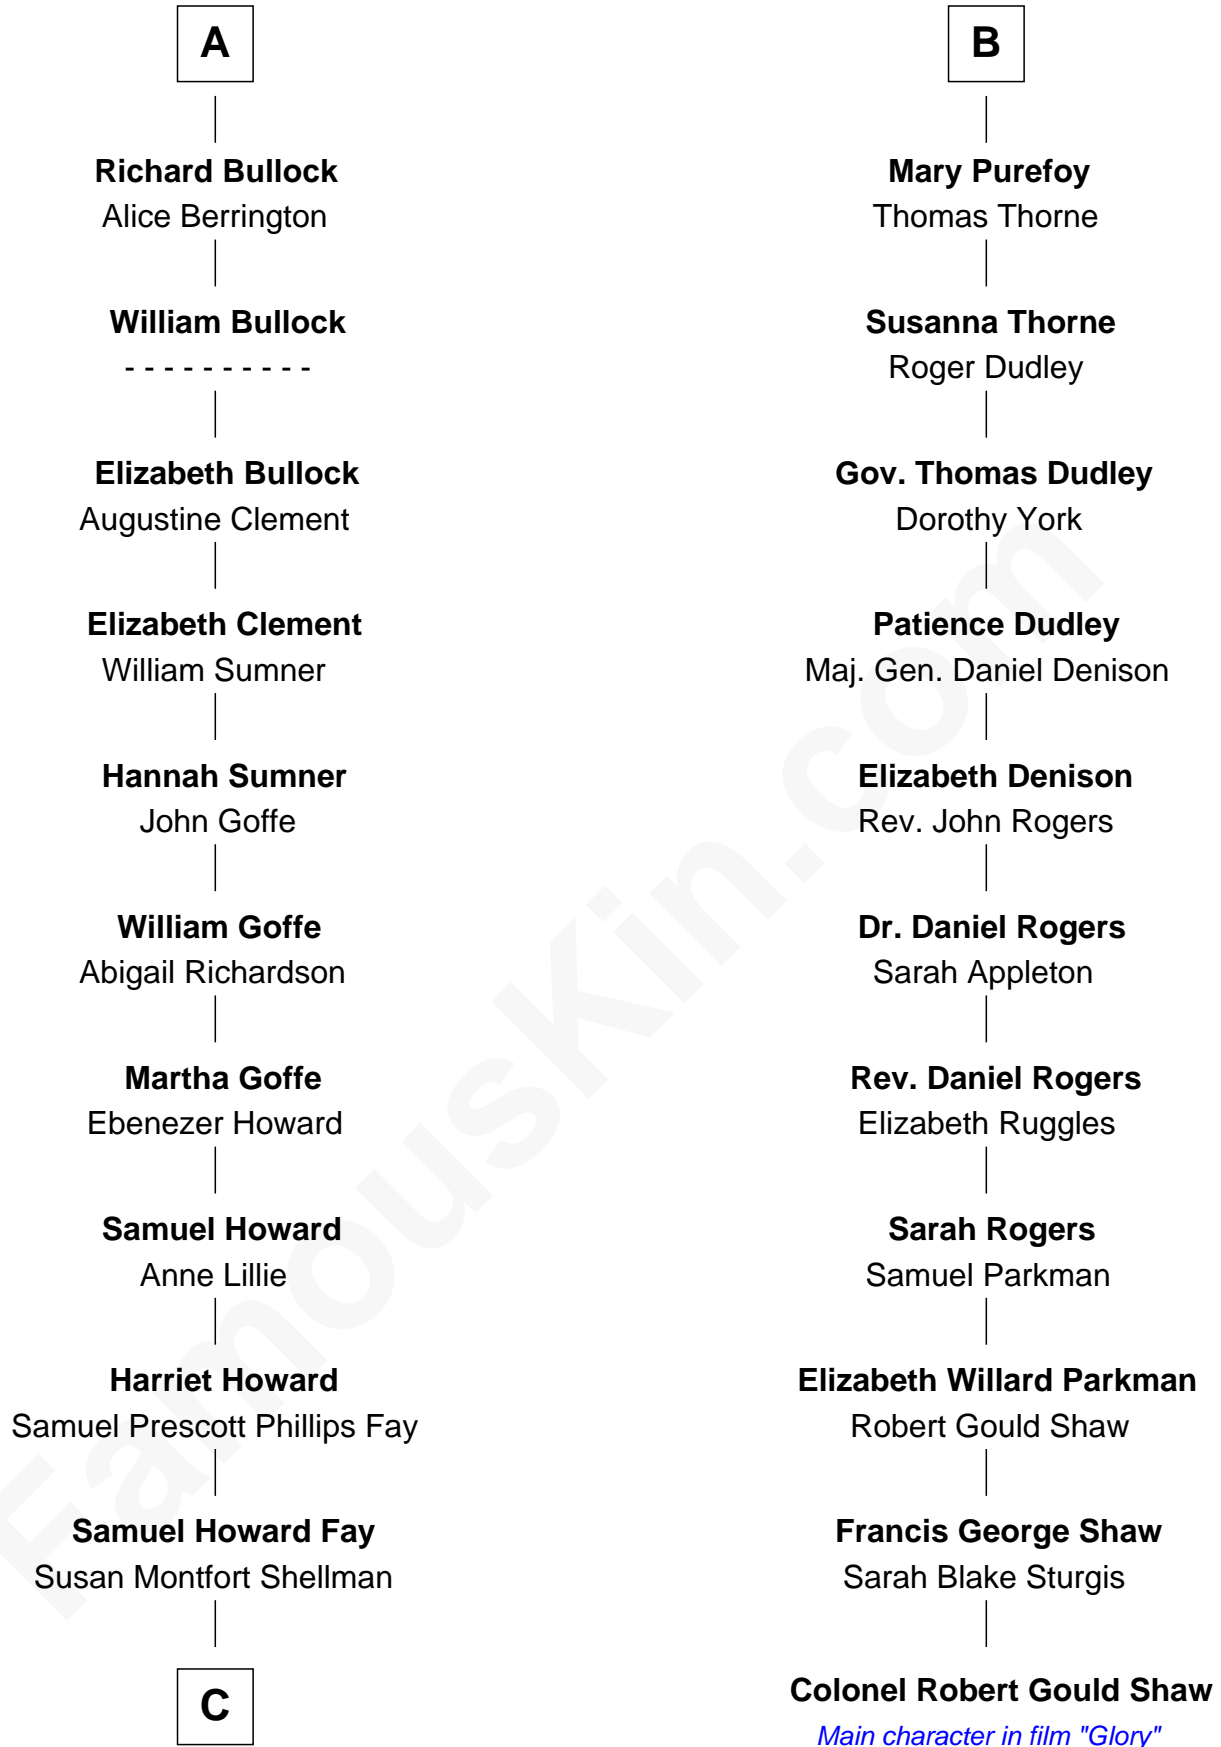 A
Richard Bullock
Alice Berrington
William Bullock
- - - - - - - - - -
Elizabeth Bullock
Augustine Clement
Elizabeth Clement
William Sumner
Hannah Sumner
John Goffe
William Goffe
Abigail Richardson
Martha Goffe
Ebenezer Howard
Samuel Howard
Anne Lillie
Harriet Howard
Samuel Prescott Phillips Fay
Samuel Howard Fay
Susan Montfort Shellman
C
B
Mary Purefoy
Thomas Thorne
Susanna Thorne
Roger Dudley
Gov. Thomas Dudley
Dorothy York
Patience Dudley
Maj. Gen. Daniel Denison
Elizabeth Denison
Rev. John Rogers
Dr. Daniel Rogers
Sarah Appleton
Rev. Daniel Rogers
Elizabeth Ruggles
Sarah Rogers
Samuel Parkman
Elizabeth Willard Parkman
Robert Gould Shaw
Francis George Shaw
Sarah Blake Sturgis
Colonel Robert Gould Shaw
Main character in film "Glory"
FamousKin.com